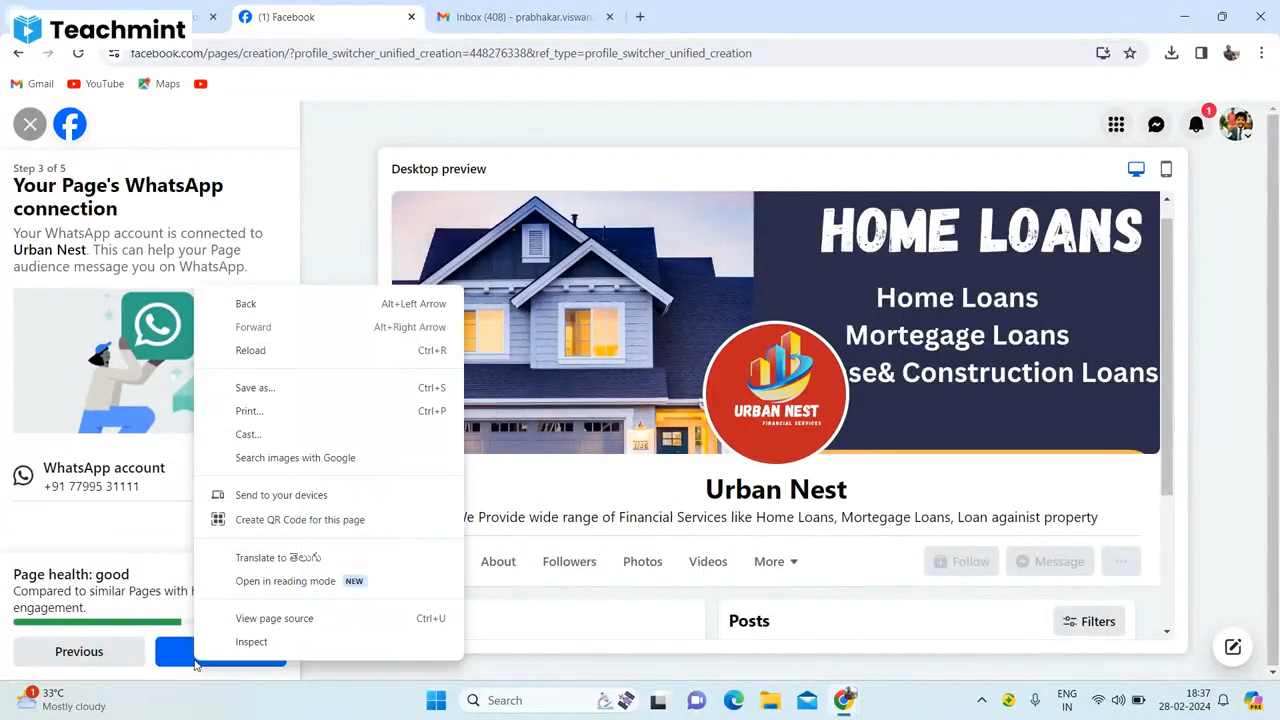 Teachmint
(1) Facebook
Inbox (408) - prabhakar.viswan
facebook.com/pages/creation/?profile_switcher_unified_creation=448276383&ref_type=profile_switcher_unified_creation
Gmail
YouTube
Maps
1
Step 3 of 5
Your Page's WhatsApp
connection
Your WhatsApp account is connected to
Urban Nest. This can help your Page
audience message you on WhatsApp.
WhatsApp account
+91 77995 31111
Page health: good
Compared to similar Pages with h
engagement.
Previous
Back Alt+Left Arrow
Forward Alt+Right Arrow
Reload Ctrl+R
Save as... Ctrl+S
Print... Ctrl+P
Cast...
Search images with Google
Send to your devices
Create QR Code for this page
Translate to తెలుగు
Open in reading mode NEW
View page source Ctrl+U
Inspect
Desktop preview
HOME LOANS
Home Loans
Mortegage Loans
se& Construction Loans
URBAN NEST
FINANCIAL SERVICES
Urban Nest
e Provide wide range of Financial Services like Home Loans, Mortegage Loans, Loan againist property
About Followers Photos Videos More
Follow Message ...
Posts Filters
1
33°C
Mostly cloudy
Search
ENG
IN
18:37
28-02-2024
PRE